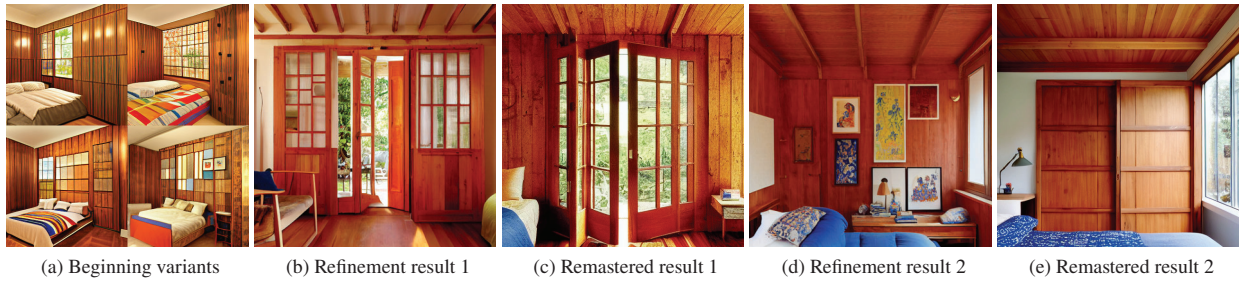 (a) Beginning variants
(b) Refinement result 1
(c) Remastered result 1
(d) Refinement result 2
(e) Remastered result 2